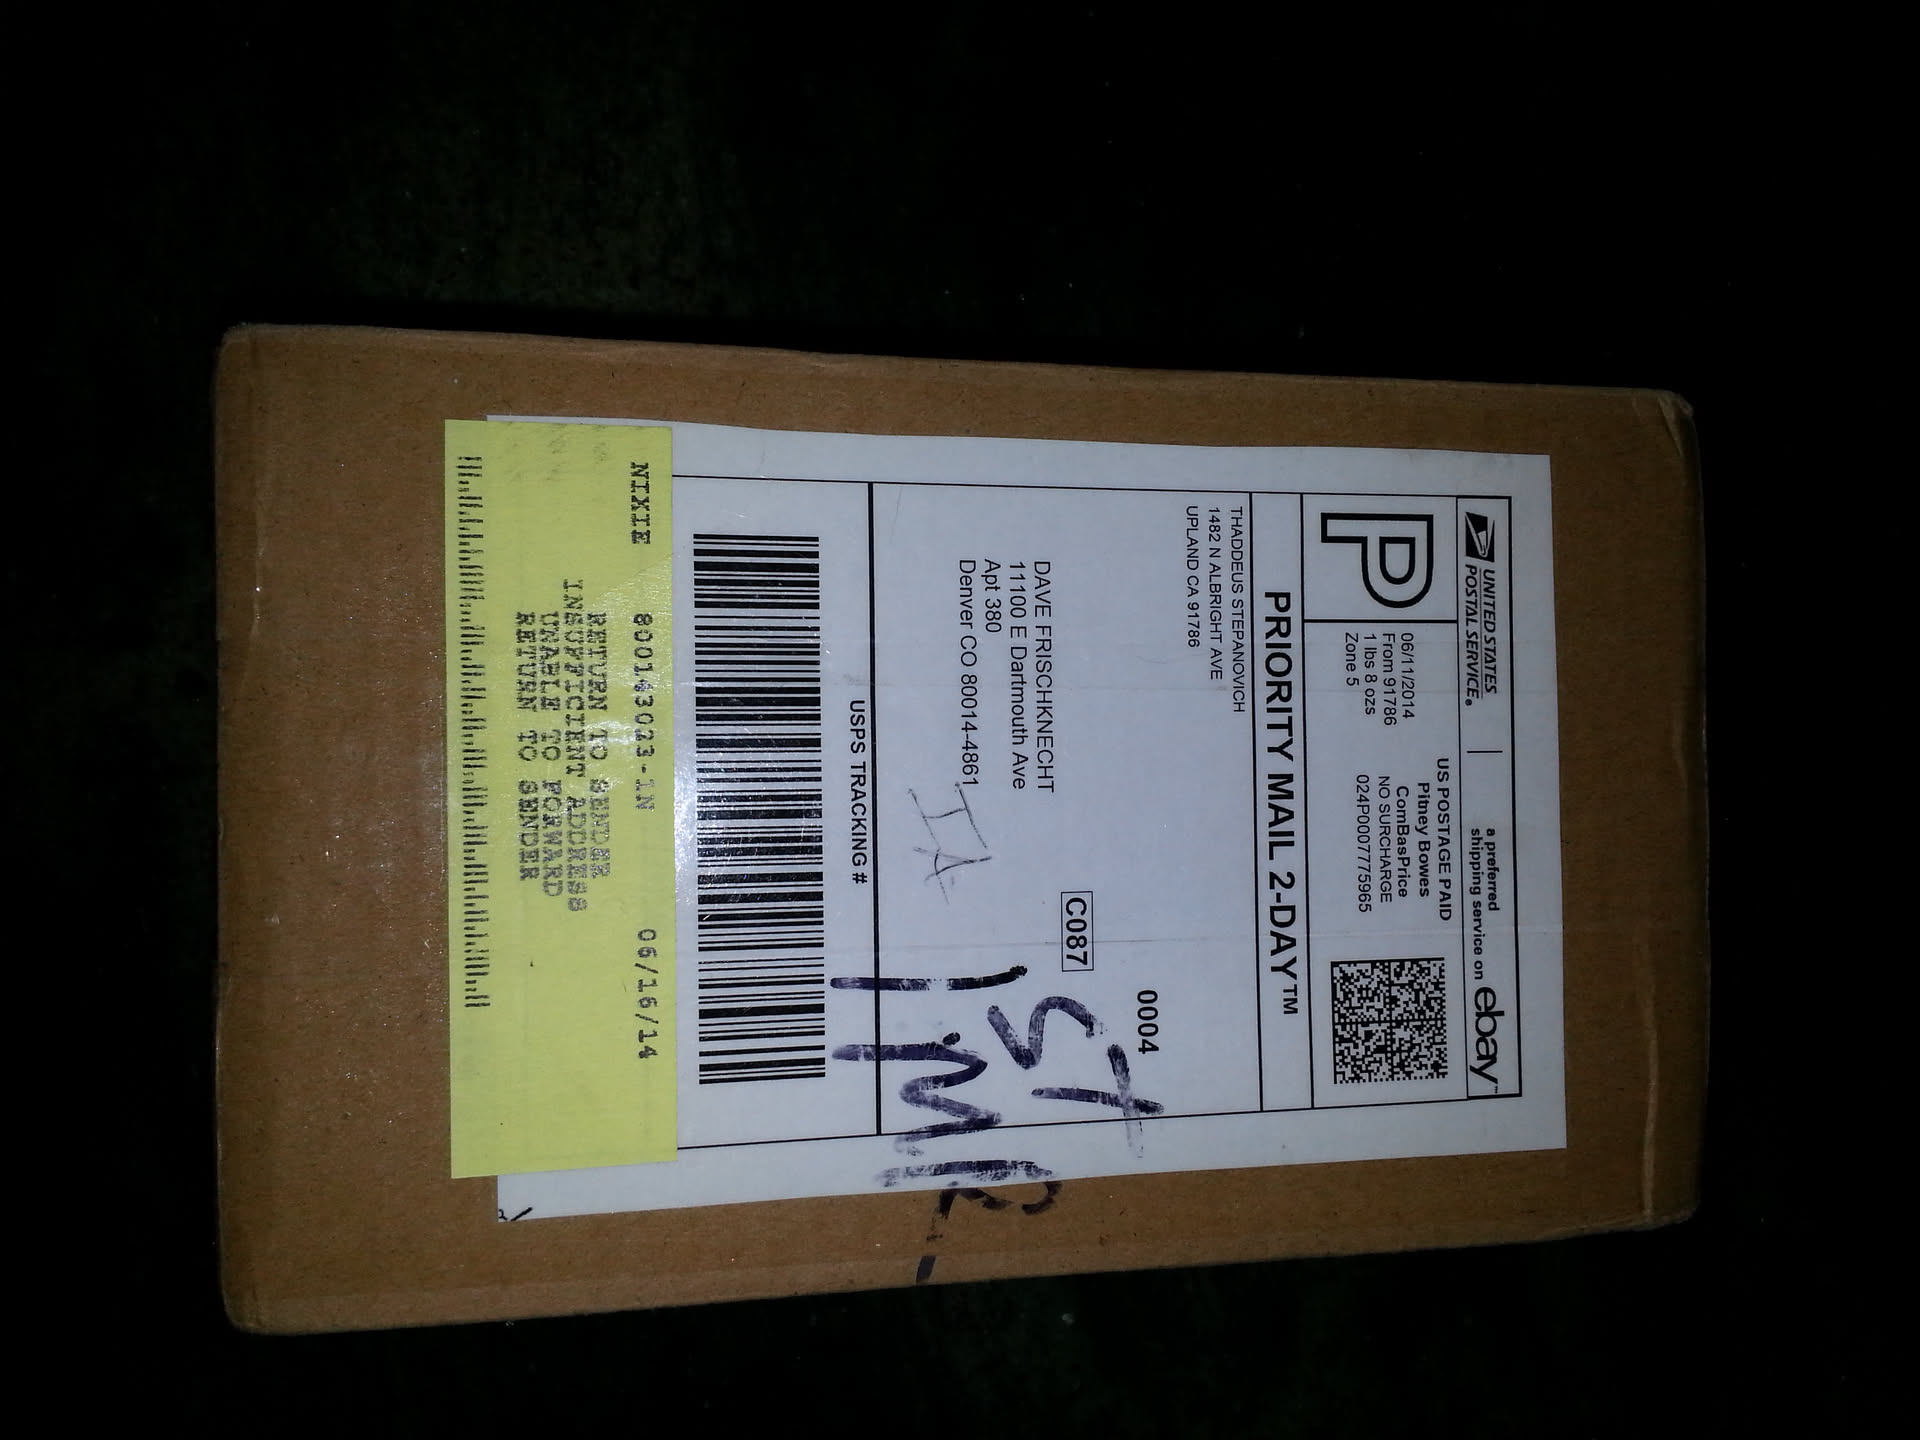 UNITED STATES
POSTAL SERVICE®
a preferred
shipping service on ebay™
P
06/11/2014
From 91786
1 lbs 8 ozs
Zone 5
US POSTAGE PAID
Pitney Bowes
ComBasPrice
NO SURCHARGE
024P0007775965
PRIORITY MAIL 2-DAY™
THADDEUS STEPANOVICH
1482 N ALBRIGHT AVE
UPLAND CA 91786
0004
C087
DAVE FRISCHKNECHT
11100 E Dartmouth Ave
Apt 380
Denver CO 80014-4861
IA
1ST
USPS TRACKING #
NIXIE 800143023-1N 06/16/14
RETURN TO SENDER
INSUFFICIENT ADDRESS
UNABLE TO FORWARD
RETURN TO SENDER